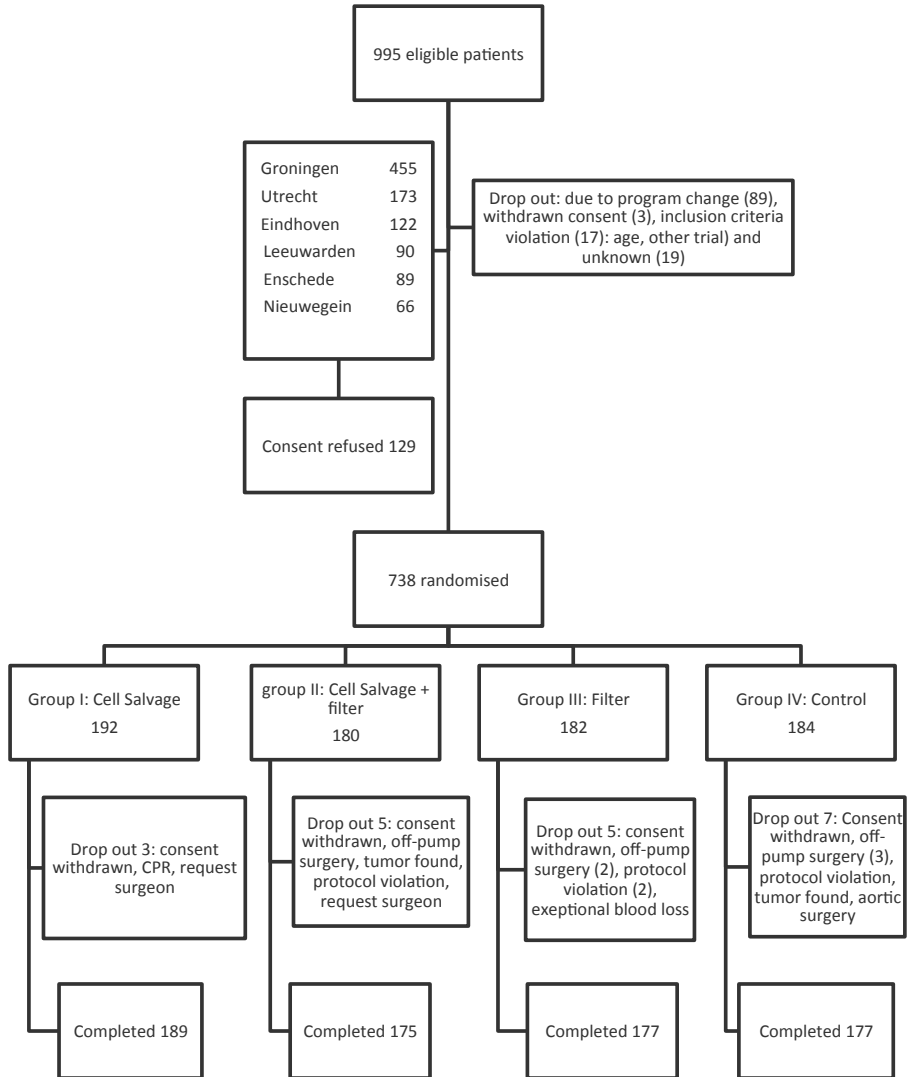 995 eligible patients
Groningen 455
Utrecht 173
Eindhoven 122
Leeuwarden 90
Enschede 89
Nieuwegein 66
Drop out: due to program change (89),
withdrawn consent (3), inclusion criteria
violation (17): age, other trial) and
unknown (19)
Consent refused 129
738 randomised
Group I: Cell Salvage
192
group II: Cell Salvage +
filter
180
Group III: Filter
182
Group IV: Control
184
Drop out 3: consent
withdrawn, CPR, request
surgeon
Drop out 5: consent
withdrawn, off-pump
surgery, tumor found,
protocol violation,
request surgeon
Drop out 5: consent
withdrawn, off-pump
surgery (2), protocol
violation (2),
exeptional blood loss
Drop out 7: Consent
withdrawn, off-
pump surgery (3),
protocol violation,
tumor found, aortic
surgery
Completed 189
Completed 175
Completed 177
Completed 177